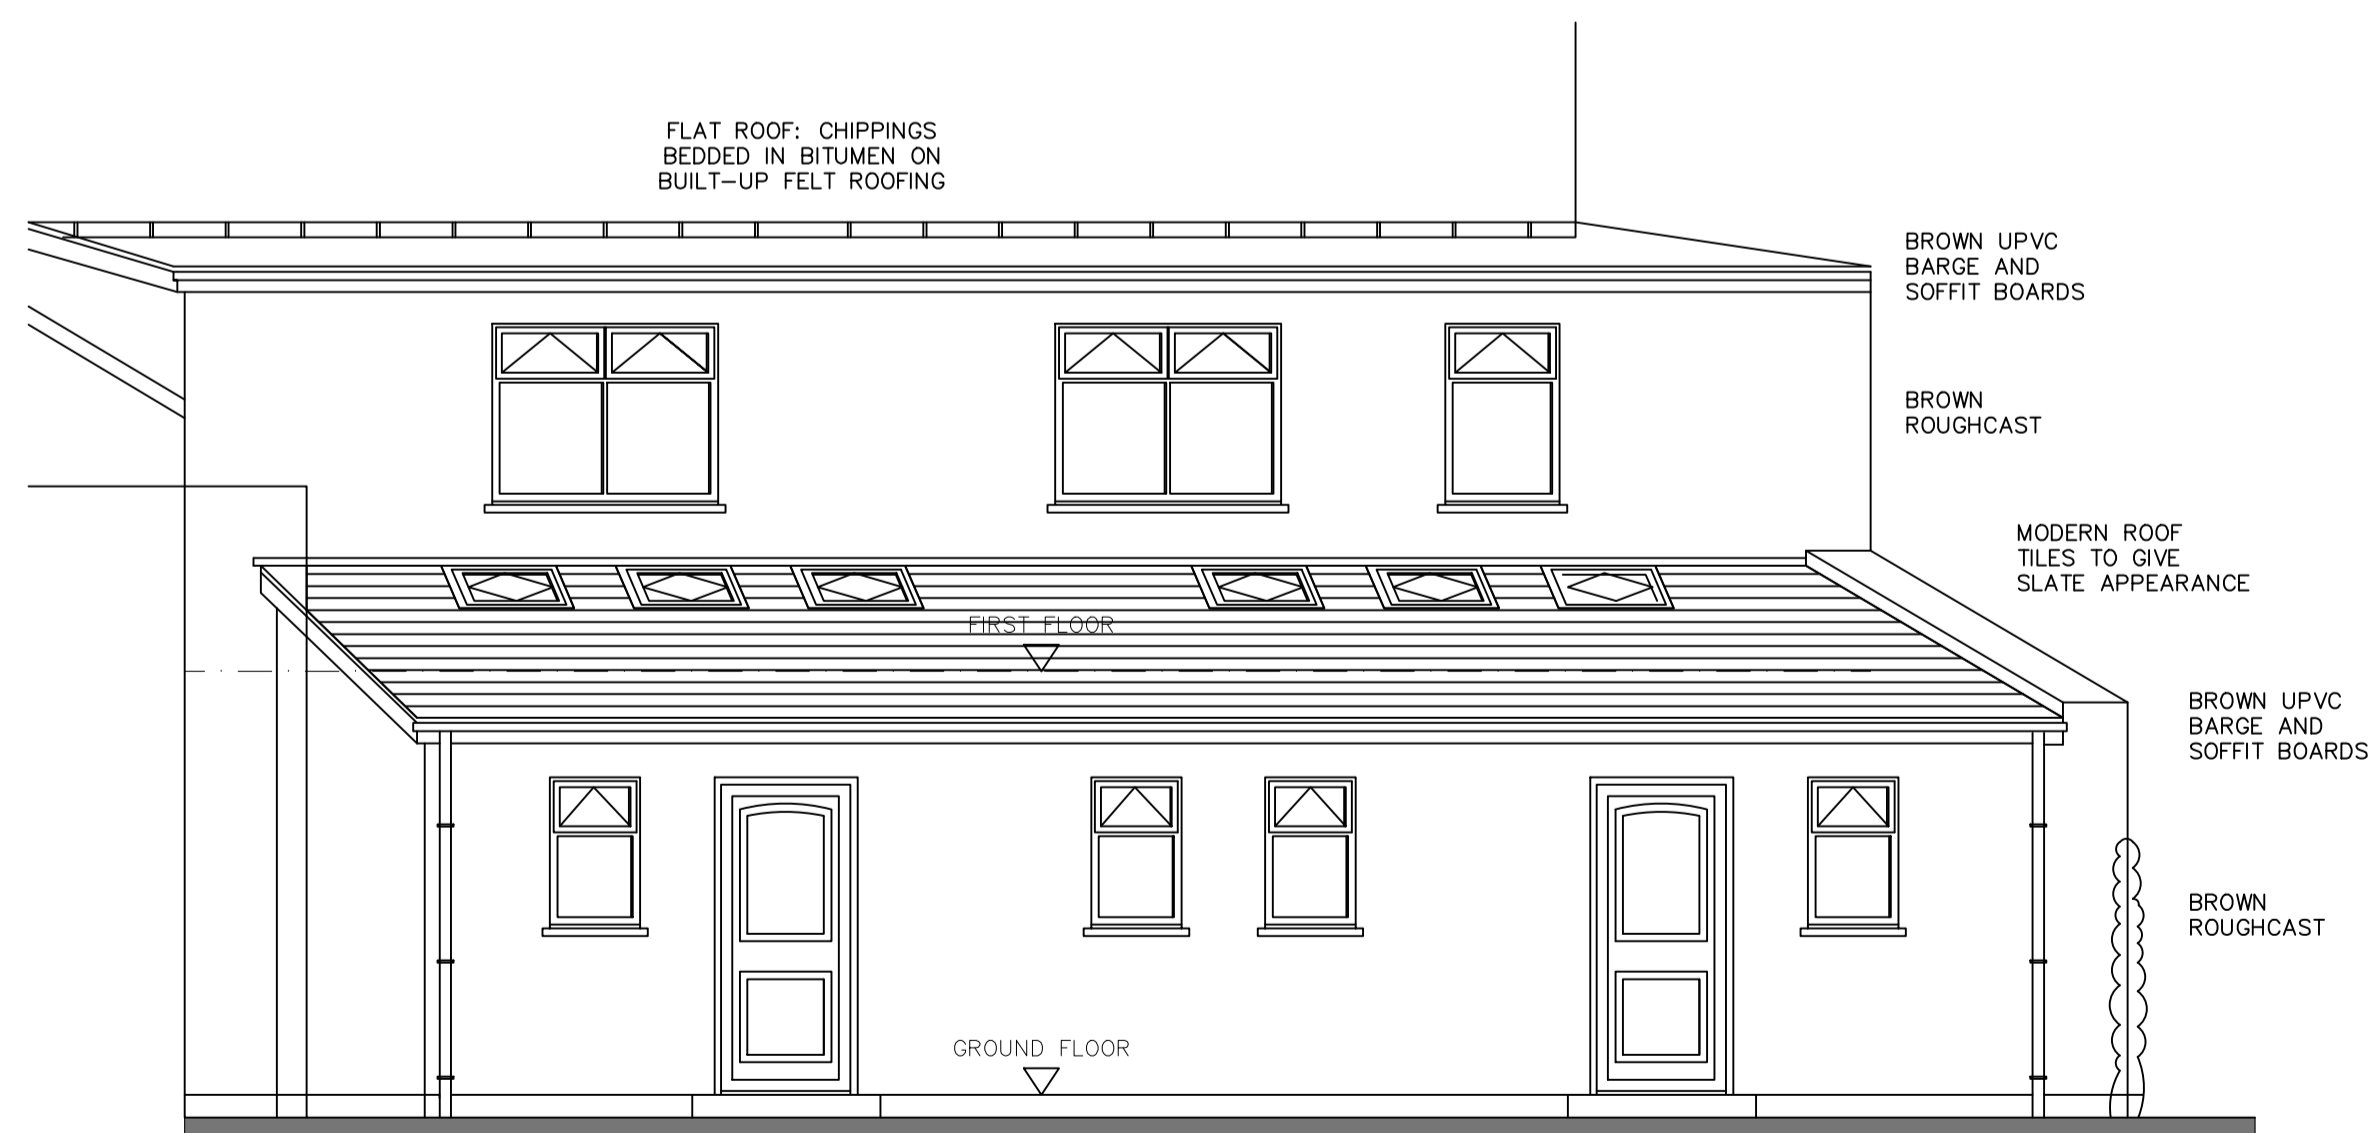 FLAT ROOF: CHIPPINGS
BEDDED IN BITUMEN ON
BUILT-UP FELT ROOFING
BROWN UPVC
BARGE AND
SOFFIT BOARDS
BROWN
ROUGHCAST
MODERN ROOF
TILES TO GIVE
SLATE APPEARANCE
FIRST FLOOR
BROWN UPVC
BARGE AND
SOFFIT BOARDS
BROWN
ROUGHCAST
GROUND FLOOR